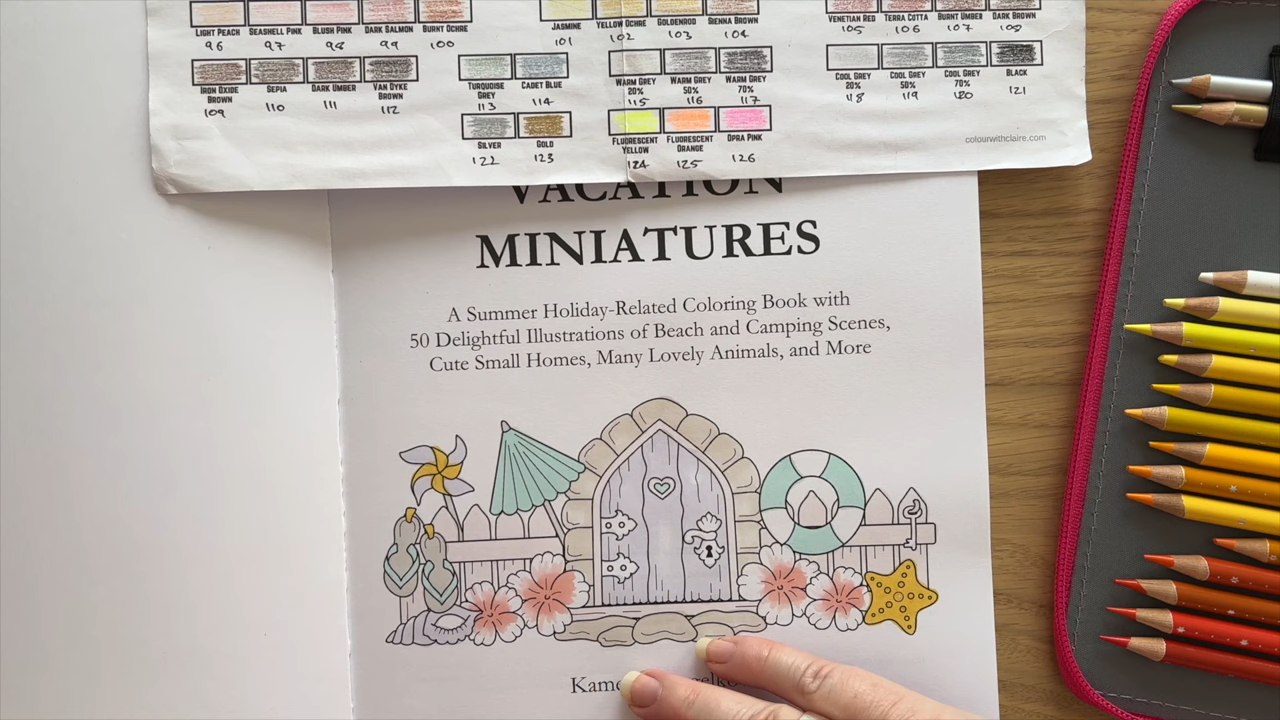 LIGHT PEACH SEASHELL PINK BLUSH PINK DARK SALMON BURNT OCHRE JASMINE YELLOW OCHRE GOLDENROD SIENNA BROWN VENETIAN RED TERRA COTTA BURNT UMBER DARK BROWN
96 97 98 99 100 101 102 103 104 105 106 107 108
IRON OXIDE BROWN SEPIA DARK UMBER VAN DYKE BROWN TURQUOISE GREY CADET BLUE WARM GREY 20% WARM GREY 50% WARM GREY 70% COOL GREY 20% COOL GREY 50% COOL GREY 70% BLACK
109 110 111 112 113 114 115 116 117 118 119 120 121
SILVER GOLD FLUORESCENT YELLOW FLUORESCENT ORANGE OPRA PINK
122 123 124 125 126
colourwithclaire.com
VACATION
MINIATURES
A Summer Holiday-Related Coloring Book with
50 Delightful Illustrations of Beach and Camping Scenes,
Cute Small Homes, Many Lovely Animals, and More